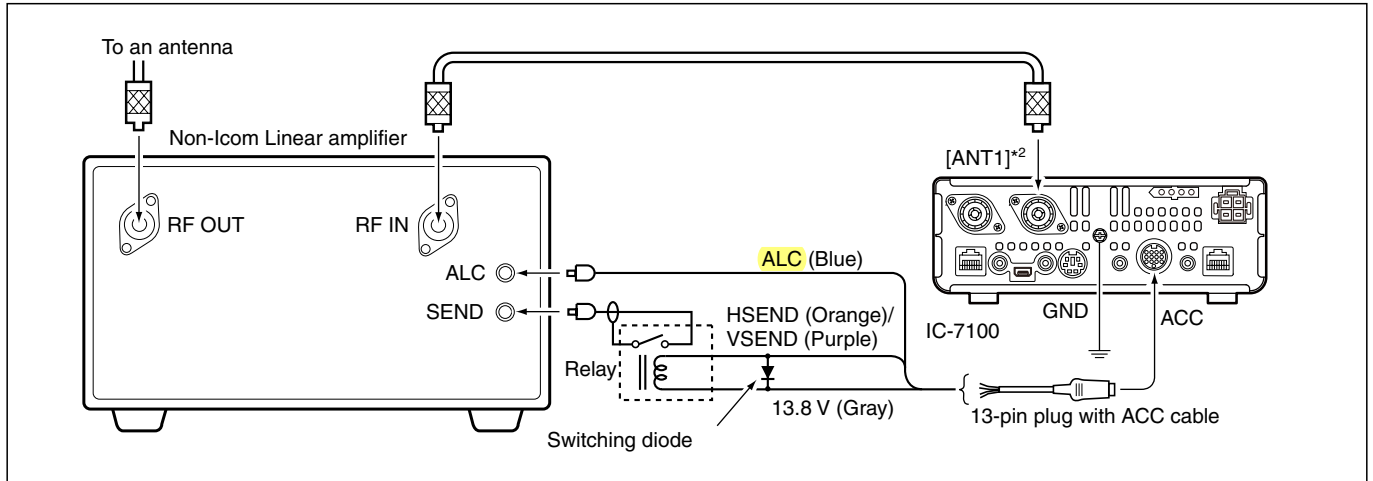 To an antenna
Non-Icom Linear amplifier
[ANT1]*2
RF OUT
RF IN
ALC
ALC (Blue)
SEND
HSEND (Orange)/
VSEND (Purple)
GND
ACC
IC-7100
Relay
13.8 V (Gray)
13-pin plug with ACC cable
Switching diode